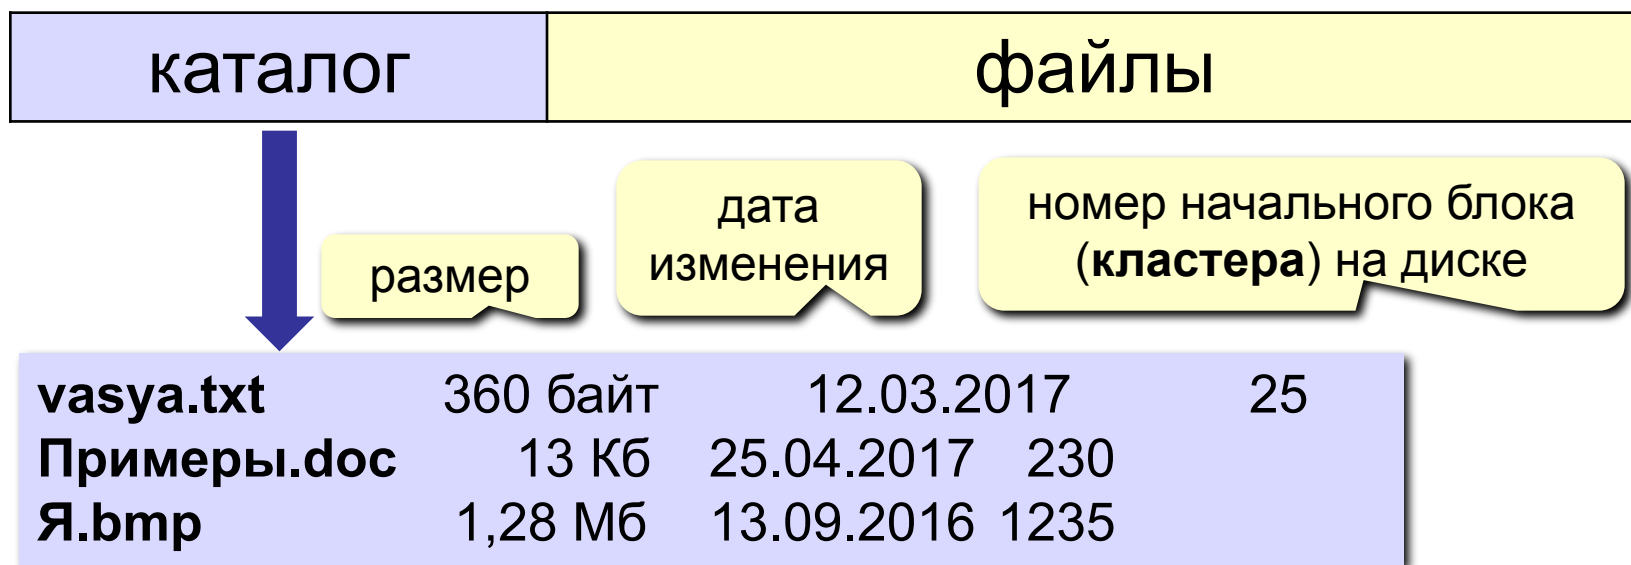 каталог
файлы
размер
дата
изменения
номер начального блока
(кластера) на диске
vasya.txt 360 байт 12.03.2017 25
Примеры.doc 13 Кб 25.04.2017 230
Я.bmp 1,28 Мб 13.09.2016 1235